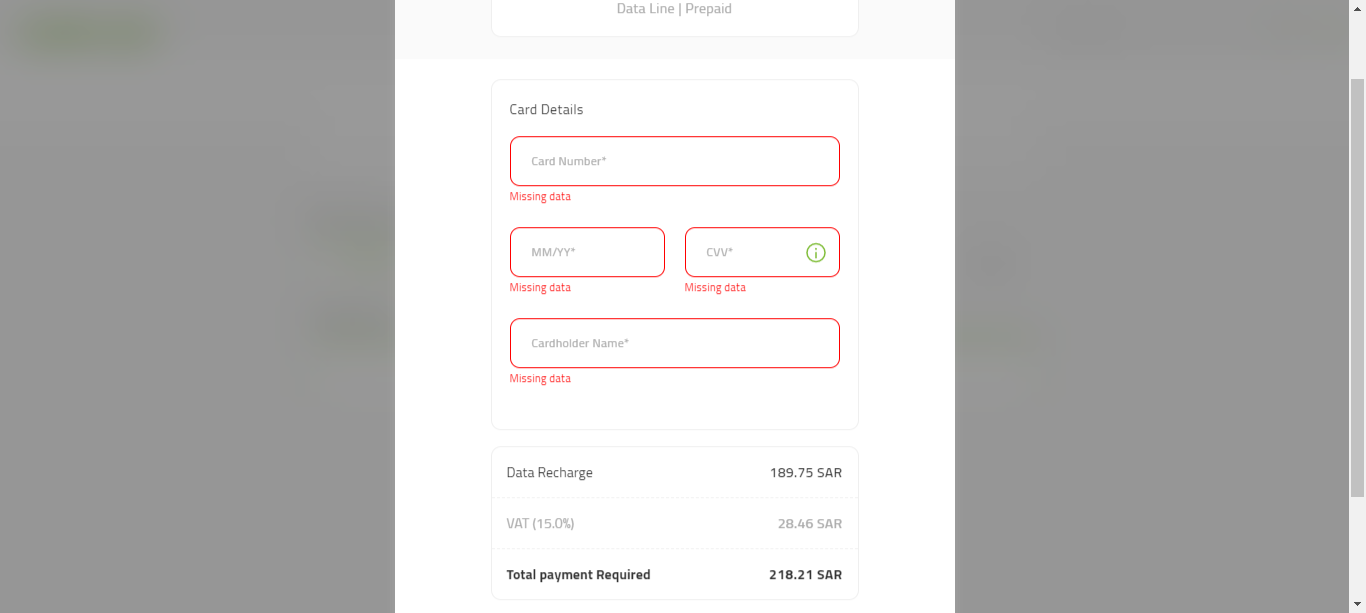 Data Line | Prepaid
Card Details
Card Number*
Missing data
MM/YY* CVV*
Missing data Missing data
Cardholder Name*
Missing data
Data Recharge 189.75 SAR
VAT (15.0%) 28.46 SAR
Total payment Required 218.21 SAR